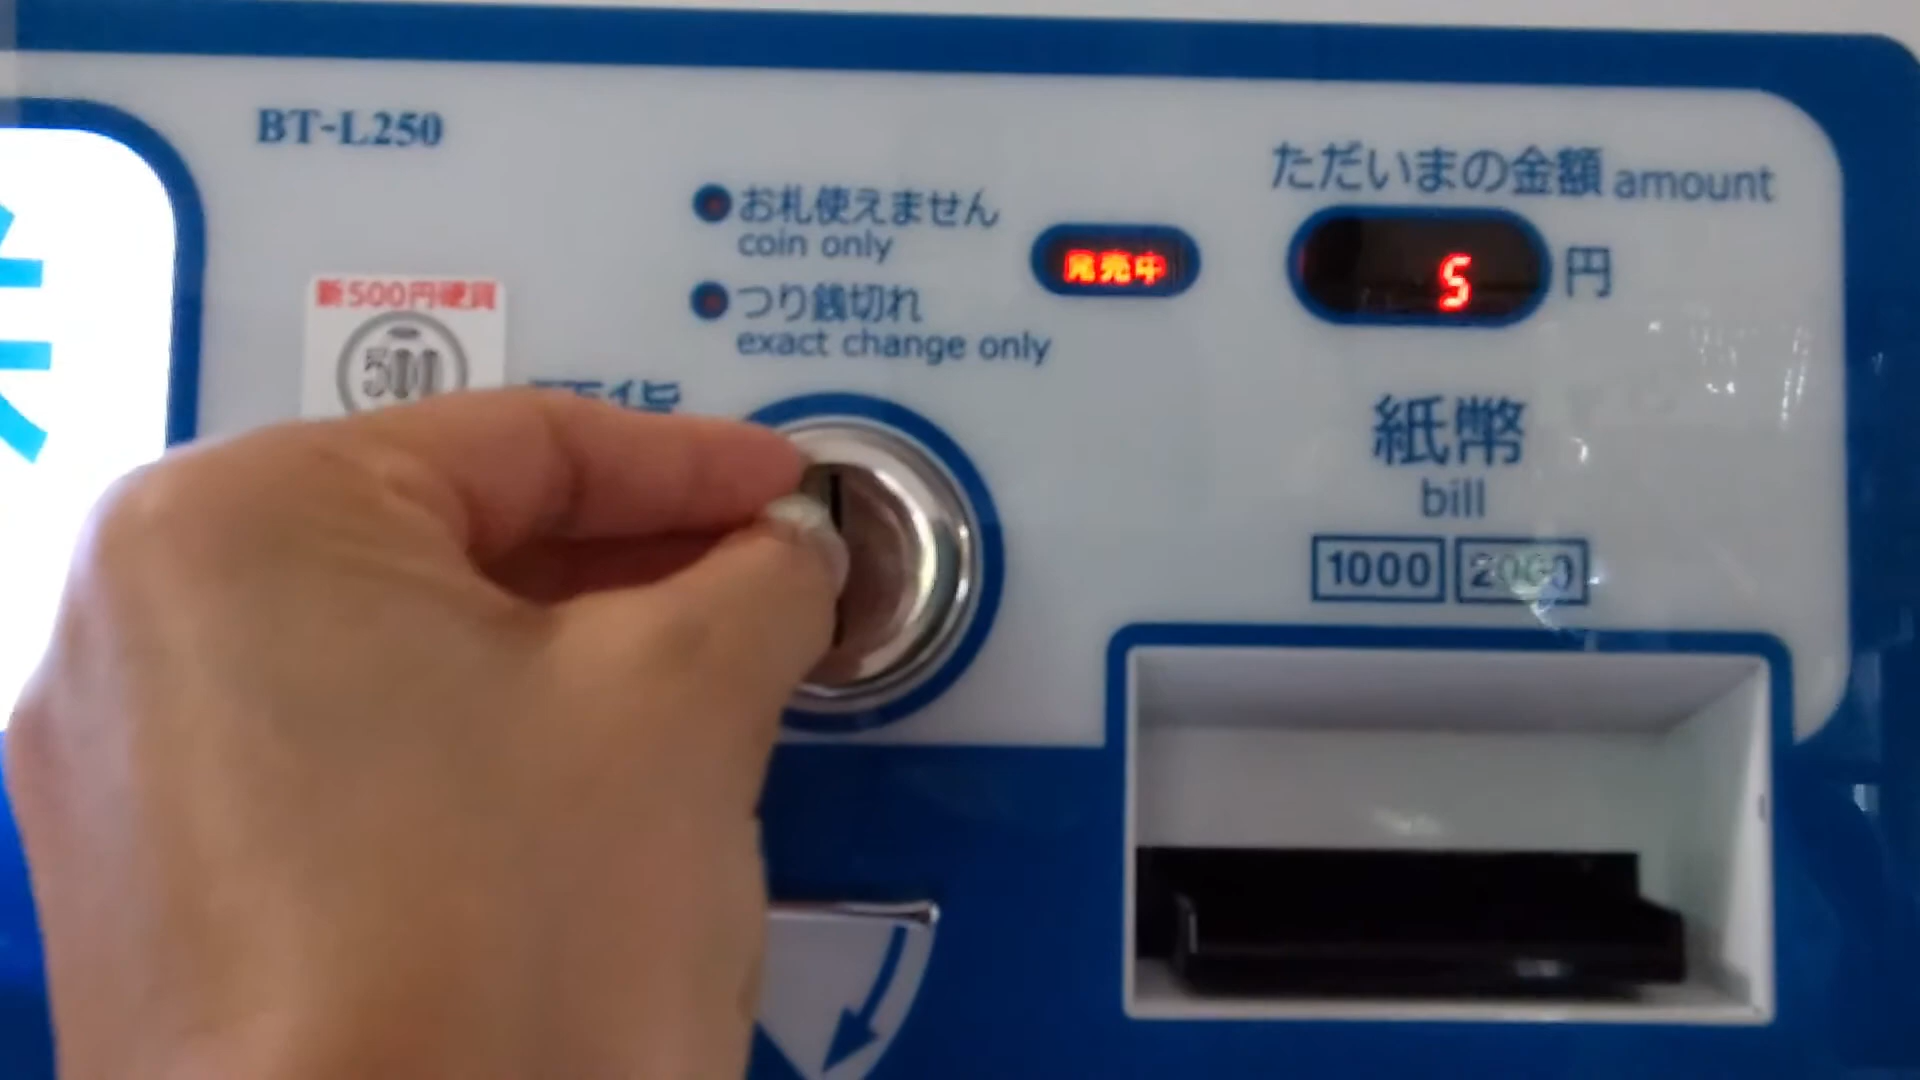 BT-L250
お札使えません
coin only
つり銭切れ
exact change only
発売中
ただいまの金額 amount
5 円
新500円硬貨
500
硬貨
紙幣
bill
1000 2000